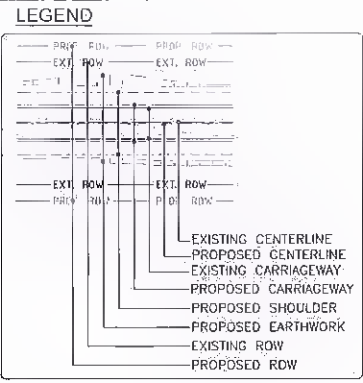 LEGEND
PROP. ROW PROP. ROW
EXT. ROW EXT. ROW
EXT. ROW EXT. ROW
PROP. ROW PROP. ROW
EXISTING CENTERLINE
PROPOSED CENTERLINE
EXISTING CARRIAGEWAY
PROPOSED CARRIAGEWAY
PROPOSED SHOULDER
PROPOSED EARTHWORK
EXISTING ROW
PROPOSED ROW